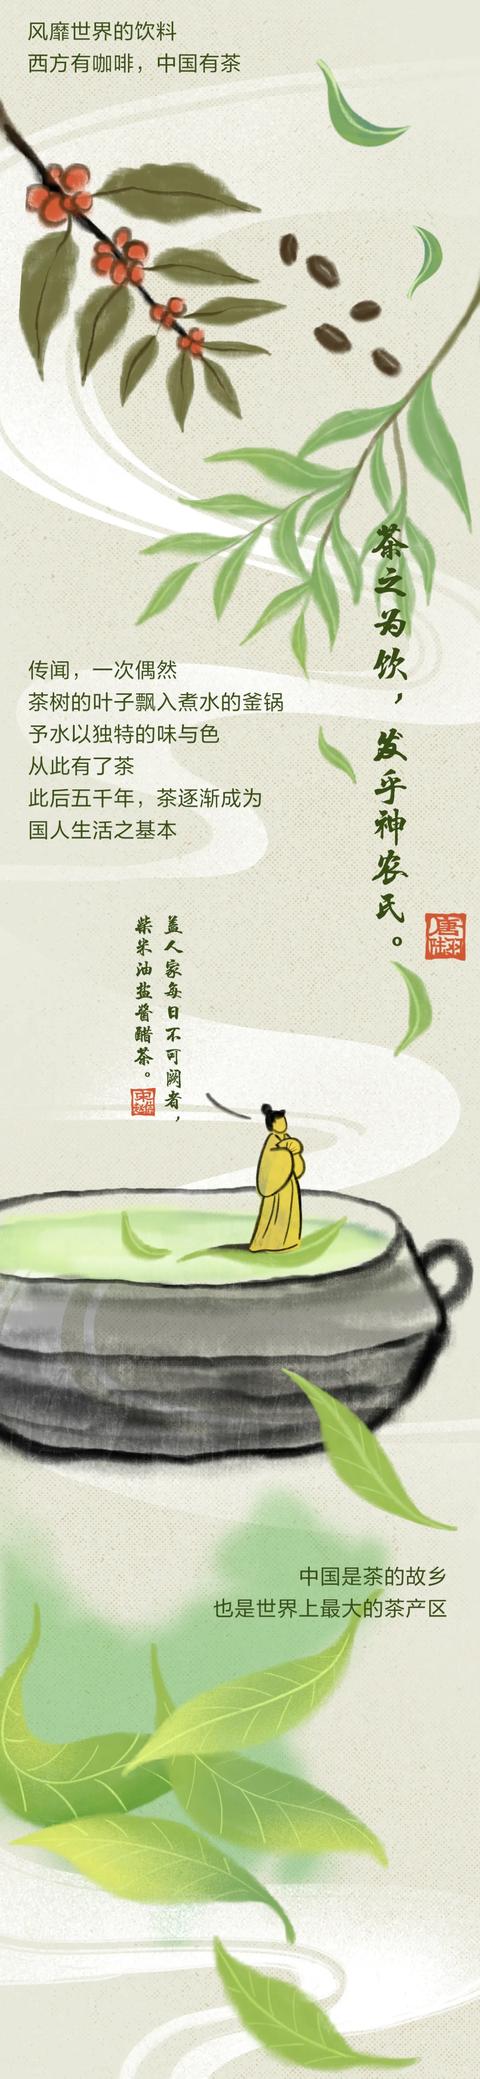 风靡世界的饮料
西方有咖啡，中国有茶
茶之为饮，发乎神农氏。
唐
陆羽
传闻，一次偶然
茶树的叶子飘入煮水的釜锅
予水以独特的味与色
从此有了茶
此后五千年，茶逐渐成为
国人生活之基本
盖人家每日不可阙者，
柴米油盐酱醋茶。
中国是茶的故乡
也是世界上最大的茶产区